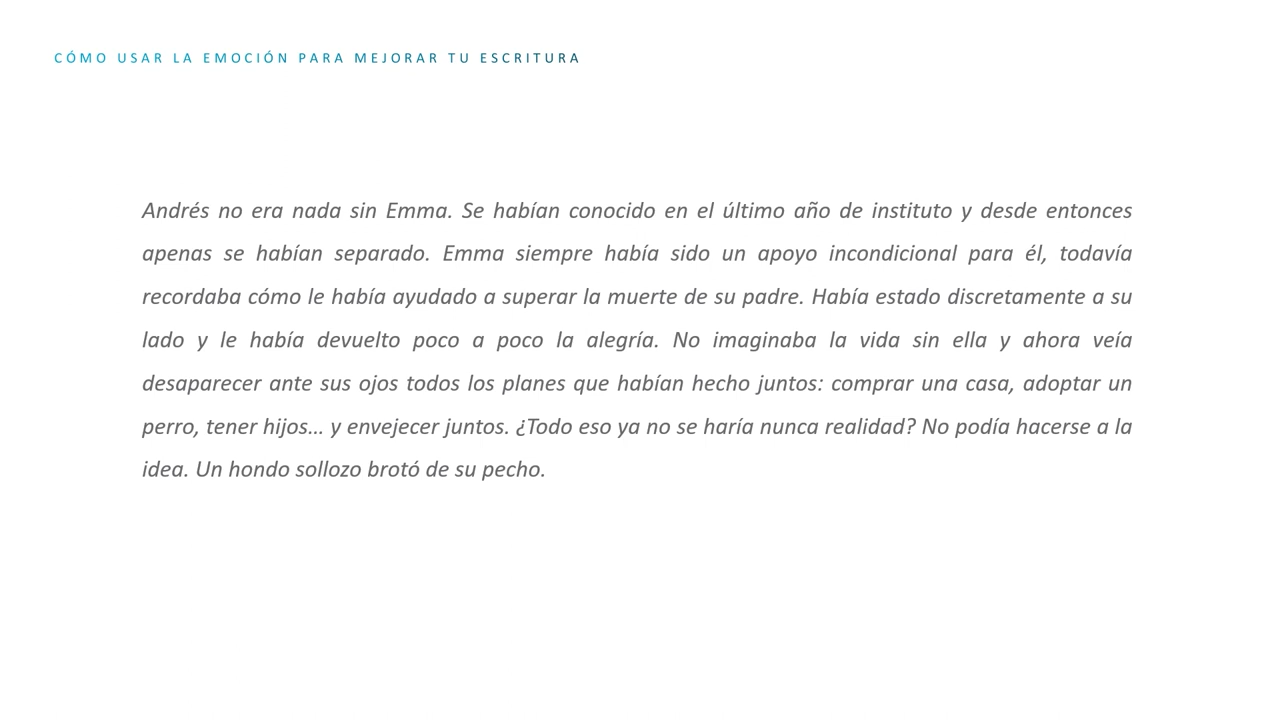 CÓMO USAR LA EMOCIÓN PARA MEJORAR TU ESCRITURA
Andrés no era nada sin Emma. Se habían conocido en el último año de instituto y desde entonces
apenas se habían separado. Emma siempre había sido un apoyo incondicional para él, todavía
recordaba cómo le había ayudado a superar la muerte de su padre. Había estado discretamente a su
lado y le había devuelto poco a poco la alegría. No imaginaba la vida sin ella y ahora veía
desaparecer ante sus ojos todos los planes que habían hecho juntos: comprar una casa, adoptar un
perro, tener hijos… y envejecer juntos. ¿Todo eso ya no se haría nunca realidad? No podía hacerse a la
idea. Un hondo sollozo brotó de su pecho.